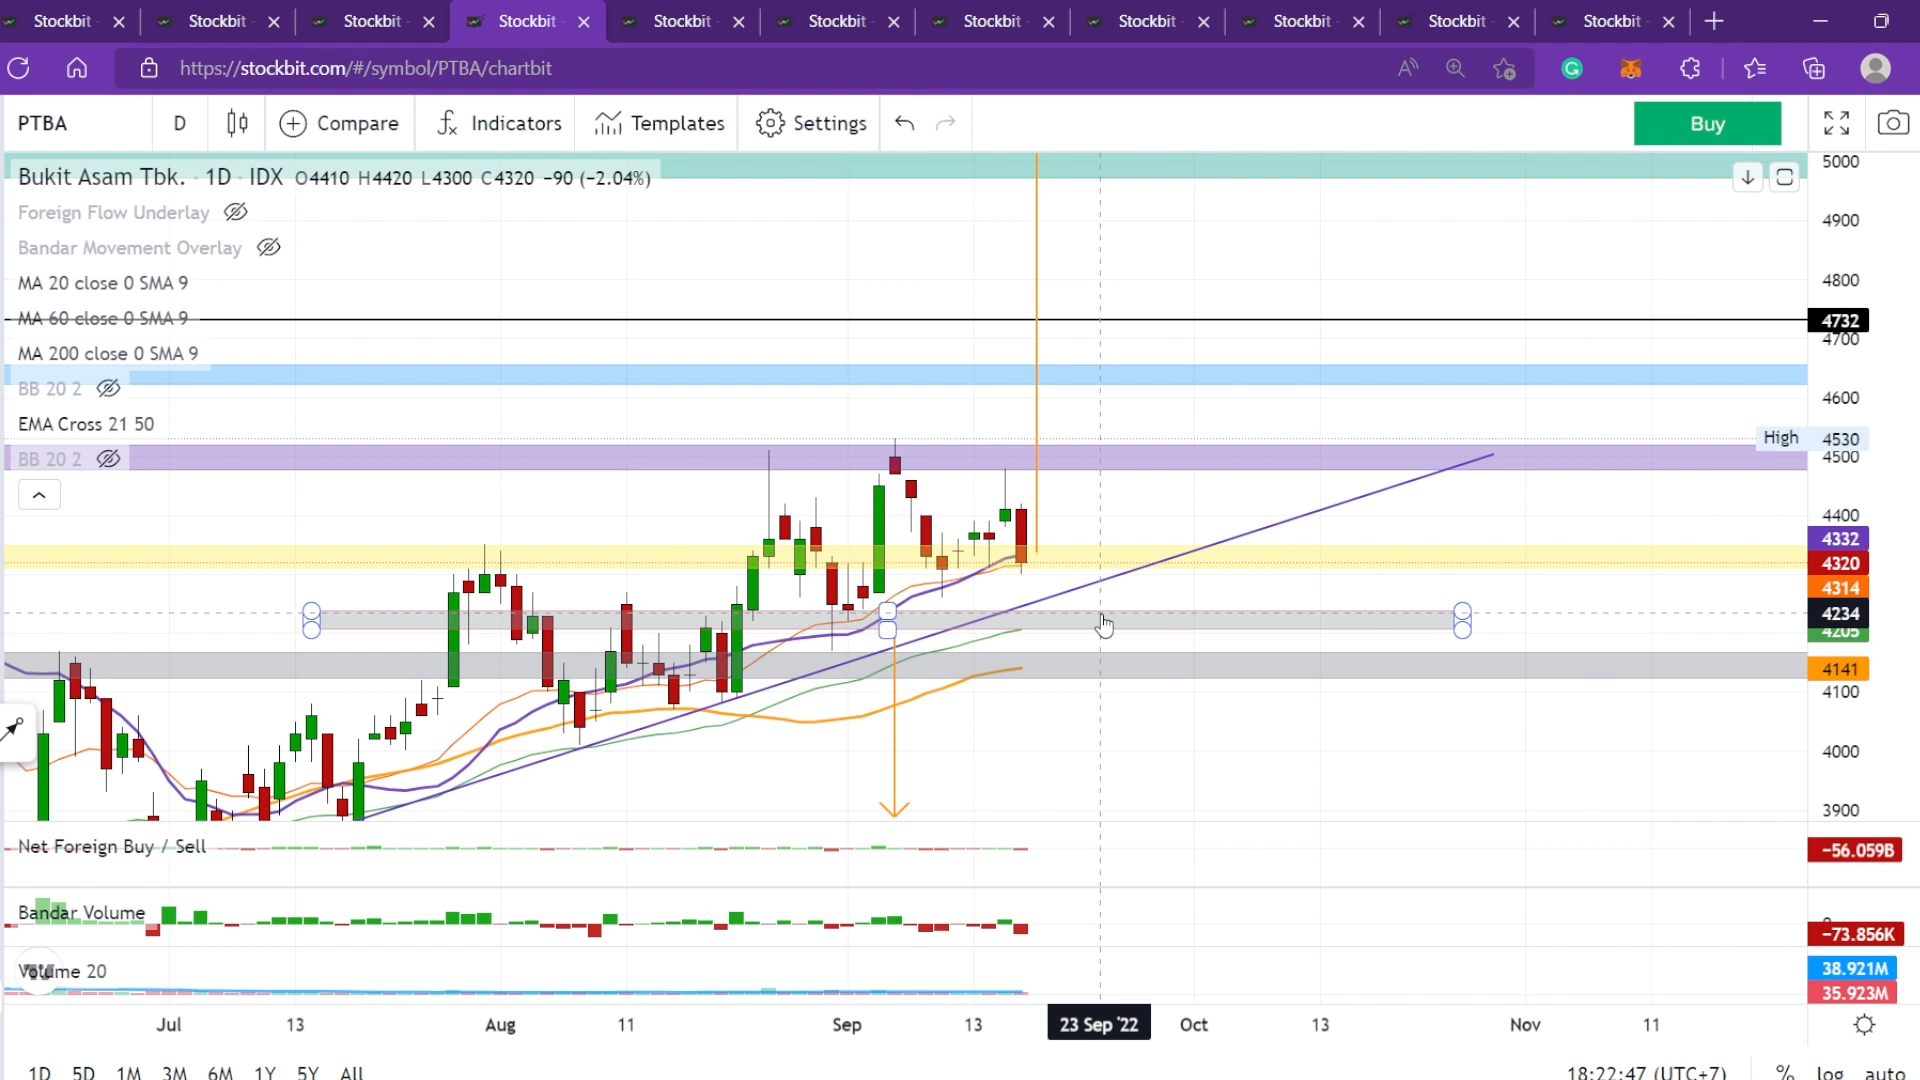 Stockbit Stockbit Stockbit Stockbit Stockbit Stockbit Stockbit Stockbit Stockbit Stockbit Stockbit
https://stockbit.com/#/symbol/PTBA/chartbit
PTBA D Compare Indicators Templates Settings Buy
Bukit Asam Tbk. · 1D · IDX O4410 H4420 L4300 C4320 −90 (−2.04%)
Foreign Flow Underlay
Bandar Movement Overlay
MA 20 close 0 SMA 9
MA 60 close 0 SMA 9
MA 200 close 0 SMA 9
BB 20 2
EMA Cross 21 50
BB 20 2
5000
4900
4800
4732
4700
4600
High 4530
4500
4400
4332
4320
4314
4234
4205
4141
4100
4000
3900
Net Foreign Buy / Sell −56.059B
Bandar Volume −73.856K
Volume 20 38.921M
35.923M
Jul 13 Aug 11 Sep 13 23 Sep '22 Oct 13 Nov 11
1D 5D 1M 3M 6M 1Y 5Y All 18:22:47 (UTC+7) % log auto